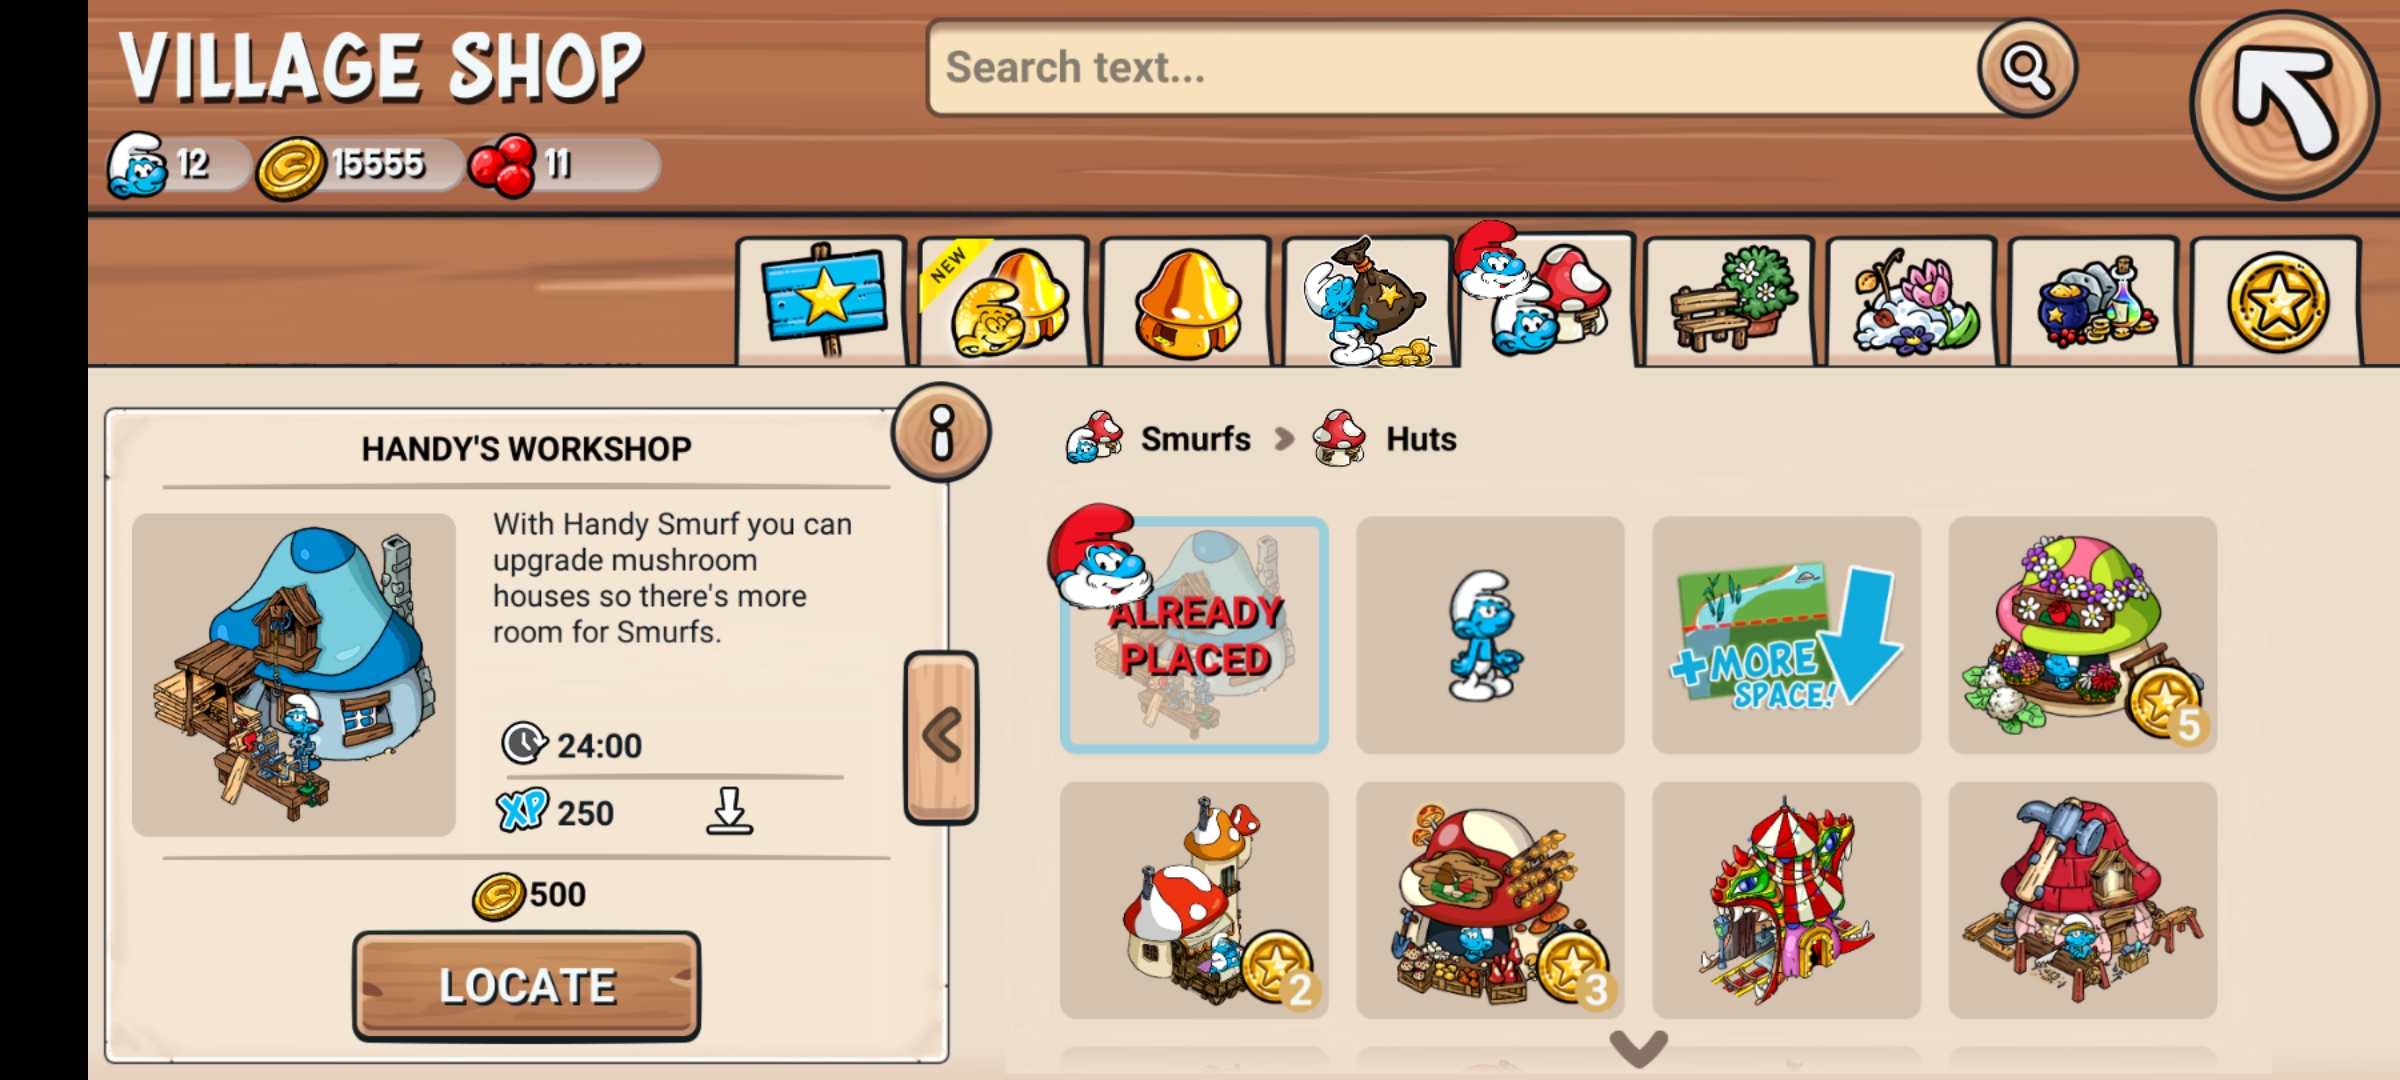 VILLAGE SHOP
Search text...
12
15555
11
NEW
HANDY'S WORKSHOP
With Handy Smurf you can
upgrade mushroom
houses so there's more
room for Smurfs.
24:00
XP 250
500
LOCATE
Smurfs > Huts
ALREADY
PLACED
+MORE
SPACE!
5
2
3